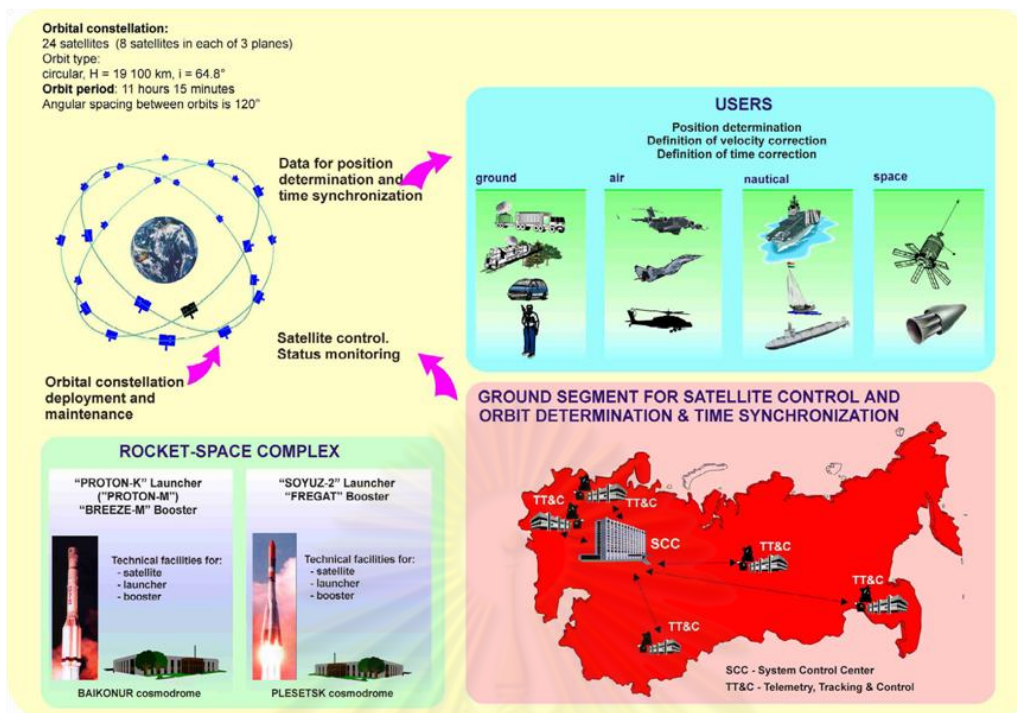 Orbital constellation:
24 satellites (8 satellites in each of 3 planes)
Orbit type:
circular, H = 19 100 km, i = 64.8°
Orbit period: 11 hours 15 minutes
Angular spacing between orbits is 120"
Data for position
determination and
time synchronization
Satellite control.
Status monitoring
Orbital constellation
deployment and
maintenance
USERS
Position determination
Definition of velocity correction
Definition of time correction
ground
air
nautical
space
ROCKET-SPACE COMPLEX
“PROTON-K” Launcher
("PROTON-M”)
“BREEZE-M” Booster
Technical facilities for:
- satellite
- launcher
- booster
BAIKONUR cosmodrome
“SOYUZ-2” Launcher
“FREGAT” Booster
Technical facilities for:
- satellite
- launcher
- booster
PLESETSK cosmodrome
GROUND SEGMENT FOR SATELLITE CONTROL AND
ORBIT DETERMINATION & TIME SYNCHRONIZATION
TT&C
TT&C
TT&C
SCC
TT&C
TT&C
TT&C
SCC - System Control Center
TT&C - Telemetry, Tracking & Control